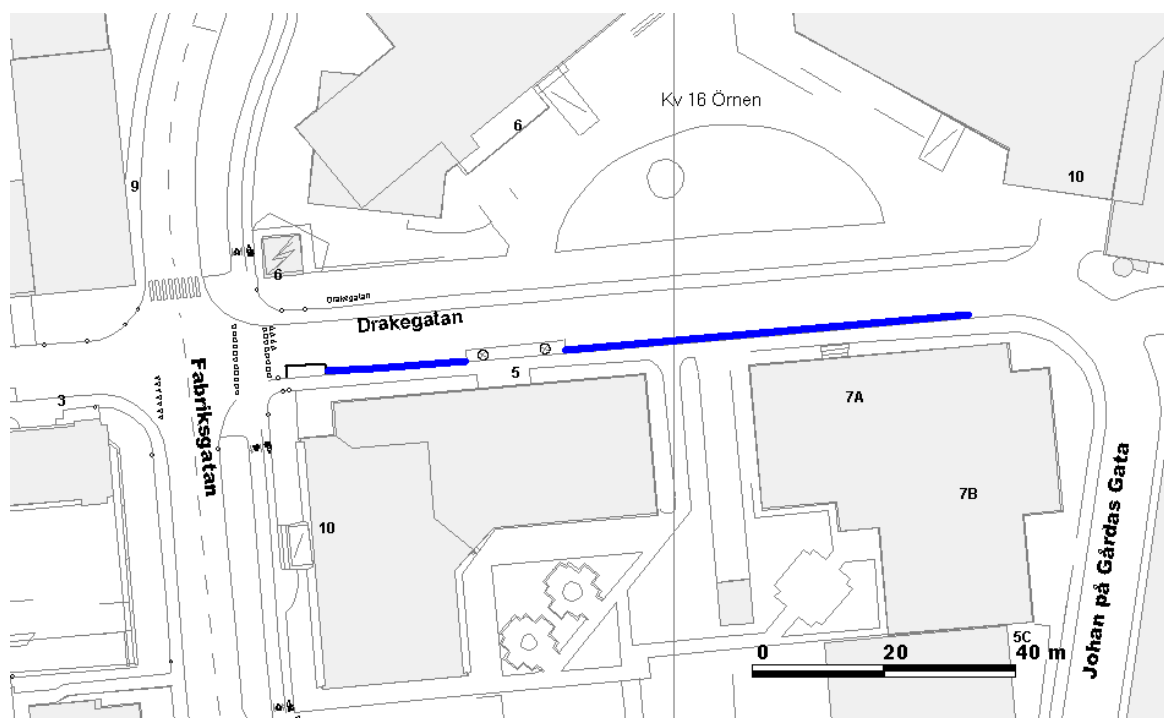 Kv 16 Örnen
6
10
9
6
Drakegatan
Drakegatan
Fabriksgatan
5
3
7A
7B
10
Johan på Gårdas Gata
5C
0 20 40 m